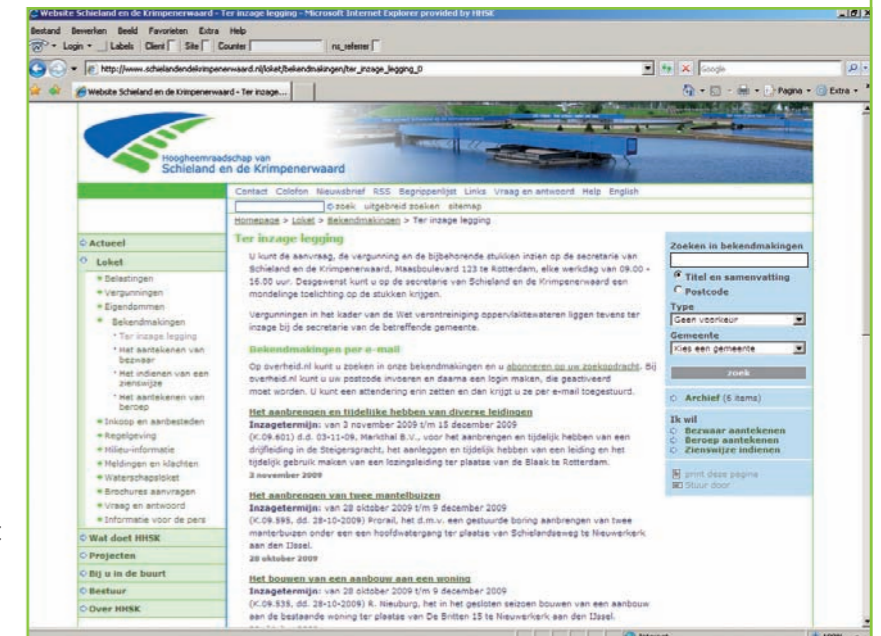 Website Schieland en de Krimpenerwaard - Ter inzage legging - Microsoft Internet Explorer provided by HHSK
Bestand Bewerken Beeld Favorieten Extra Help
Login Labels Client Site Counter ns_referrer
http://www.schielandendekrimpenerwaard.nl/loket/bekendmakingen/ter_inzage_legging_0
Google
Website Schieland en de Krimpenerwaard - Ter inzage...
Pagina Extra
Hoogheemraadschap van
Schieland en de Krimpenerwaard
Contact Colofon Nieuwsbrief RSS Begrippenlijst Links Vraag en antwoord Help English
zoek uitgebreid zoeken sitemap
Homepage > Loket > Bekendmakingen > Ter inzage legging
Actueel
Loket
Belastingen
Vergunningen
Eigendommen
Bekendmakingen
Ter inzage legging
Het aantekenen van
bezwaar
Het indienen van een
zienswijze
Het aantekenen van
beroep
Inkoop en aanbesteden
Regelgeving
Milieu-informatie
Meldingen en klachten
Waterschapsloket
Brochures aanvragen
Vraag en antwoord
Informatie voor de pers
Wat doet HHSK
Projecten
Bij u in de buurt
Bestuur
Over HHSK
Ter inzage legging
U kunt de aanvraag, de vergunning en de bijbehorende stukken inzien op de secretarie van
Schieland en de Krimpenerwaard, Maasboulevard 123 te Rotterdam, elke werkdag van 09.00 -
16.00 uur. Desgewenst kunt u op de secretarie van Schieland en de Krimpenerwaard een
mondelinge toelichting op de stukken krijgen.
Vergunningen in het kader van de Wet verontreiniging oppervlaktewateren liggen tevens ter
inzage bij de secretarie van de betreffende gemeente.
Bekendmakingen per e-mail
Op overheid.nl kunt u zoeken in onze bekendmakingen en u abonneren op uw zoekopdracht. Bij
overheid.nl kunt u uw postcode invoeren en daarna een login maken, die geactiveerd
moet worden. U kunt een attendering erin zetten en dan krijgt u ze per e-mail toegestuurd.
Het aanbrengen en tijdelijke hebben van diverse leidingen
Inzagetermijn: van 3 november 2009 t/m 15 december 2009
(K.09.601) d.d. 03-11-09, Markthal B.V., voor het aanbrengen en tijdelijk hebben van een
drijfleiding in de Steigersgracht, het aanleggen en tijdelijk hebben van een leiding en het
tijdelijk gebruik maken van een lozingsleiding ter plaatse van de Blaak te Rotterdam.
3 november 2009
Het aanbrengen van twee mantelbuizen
Inzagetermijn: van 28 oktober 2009 t/m 9 december 2009
(K.09.595, dd. 28-10-2009) Prorail, het d.m.v. een gestuurde boring aanbrengen van twee
manterbuizen onder een een hoofdwatergang ter plaatse van Schielandseweg te Nieuwerkerk
aan den IJssel.
28 oktober 2009
Het bouwen van een aanbouw aan een woning
Inzagetermijn: van 28 oktober 2009 t/m 9 december 2009
(K.09.535, dd. 28-10-2009) R. Nieuburg, het in het gesloten seizoen bouwen van een aanbouw
aan de bestaande woning ter plaatse van De Britten 15 te Nieuwerkerk aan den IJssel.
Zoeken in bekendmakingen
Titel en samenvatting
Postcode
Type
Geen voorkeur
Gemeente
Kies een gemeente
zoek
Archief (6 items)
Ik wil
Bezwaar aantekenen
Beroep aantekenen
Zienswijze indienen
print deze pagina
Stuur door